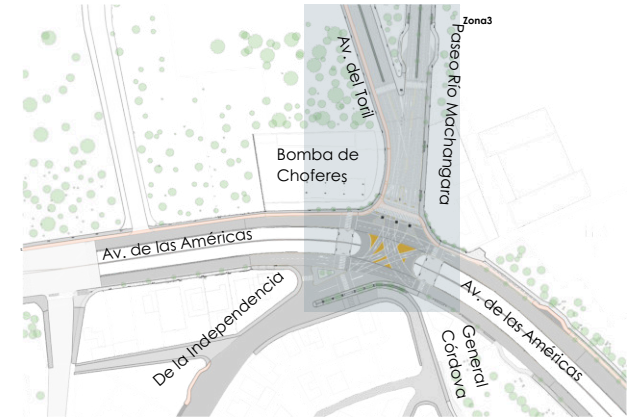 Zona3
Av. del Toril
Paseo Río Machangara
Bomba de
Choferes
Av. de las Américas
Av. de las Américas
De la Independencia
General
Córdova